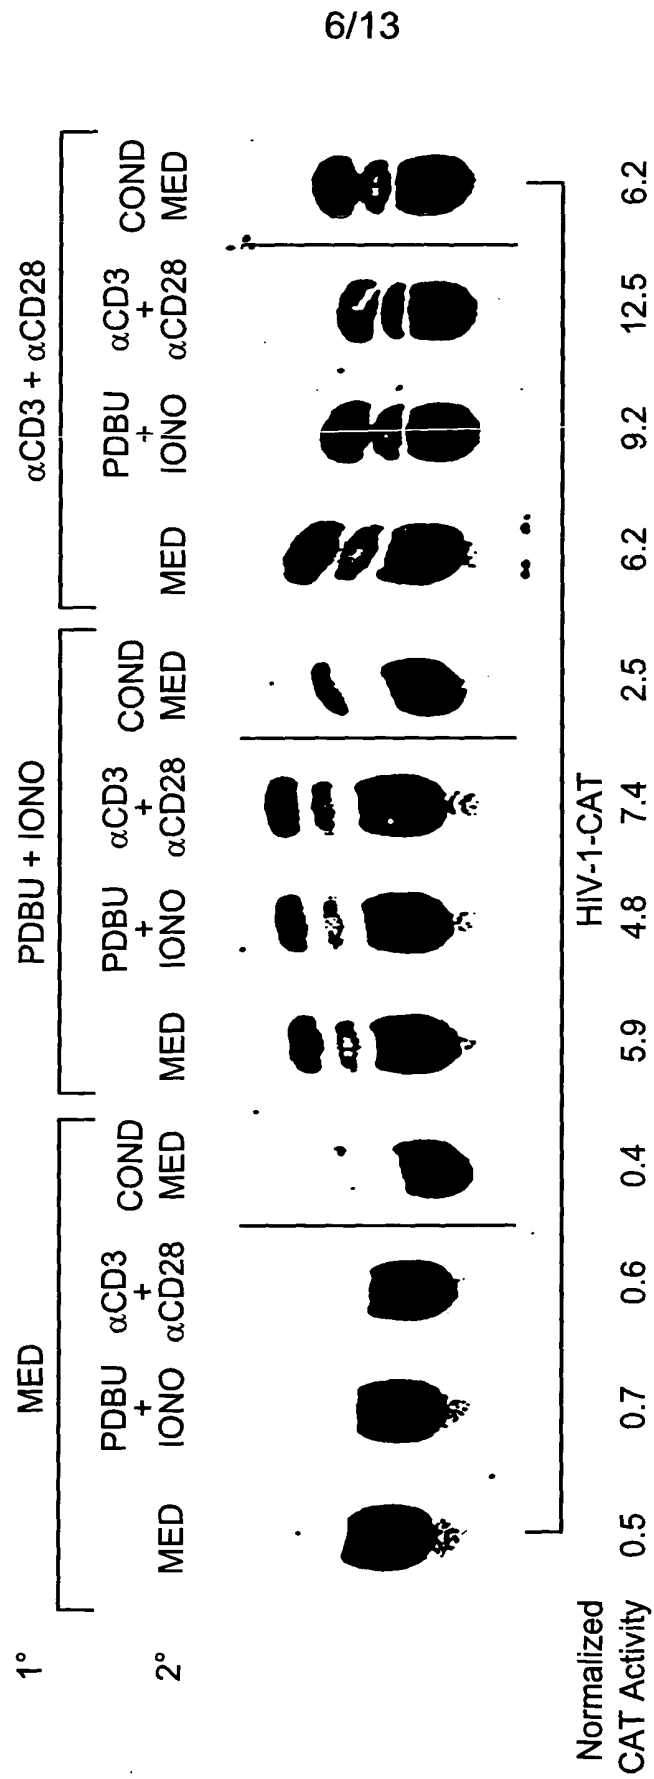 6/13
1° MED PDBU + IONO αCD3 + αCD28
PDBU αCD3 COND PDBU αCD3 COND PDBU αCD3 COND
+ + + + + +
2° MED IONO αCD28 MED MED IONO αCD28 MED MED IONO αCD28 MED
HIV-1-CAT
Normalized
CAT Activity 0.5 0.7 0.6 0.4 5.9 4.8 7.4 2.5 6.2 9.2 12.5 6.2